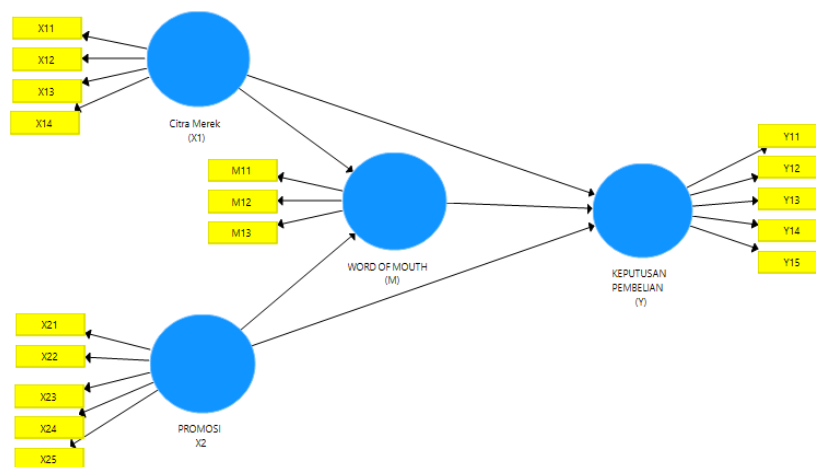 X11
X12
X13
X14
Citra Merek
(X1)
M11
M12
M13
WORD OF MOUTH
(M)
Y11
Y12
Y13
Y14
Y15
KEPUTUSAN
PEMBELIAN
(Y)
X21
X22
X23
X24
X25
PROMOSI
X2